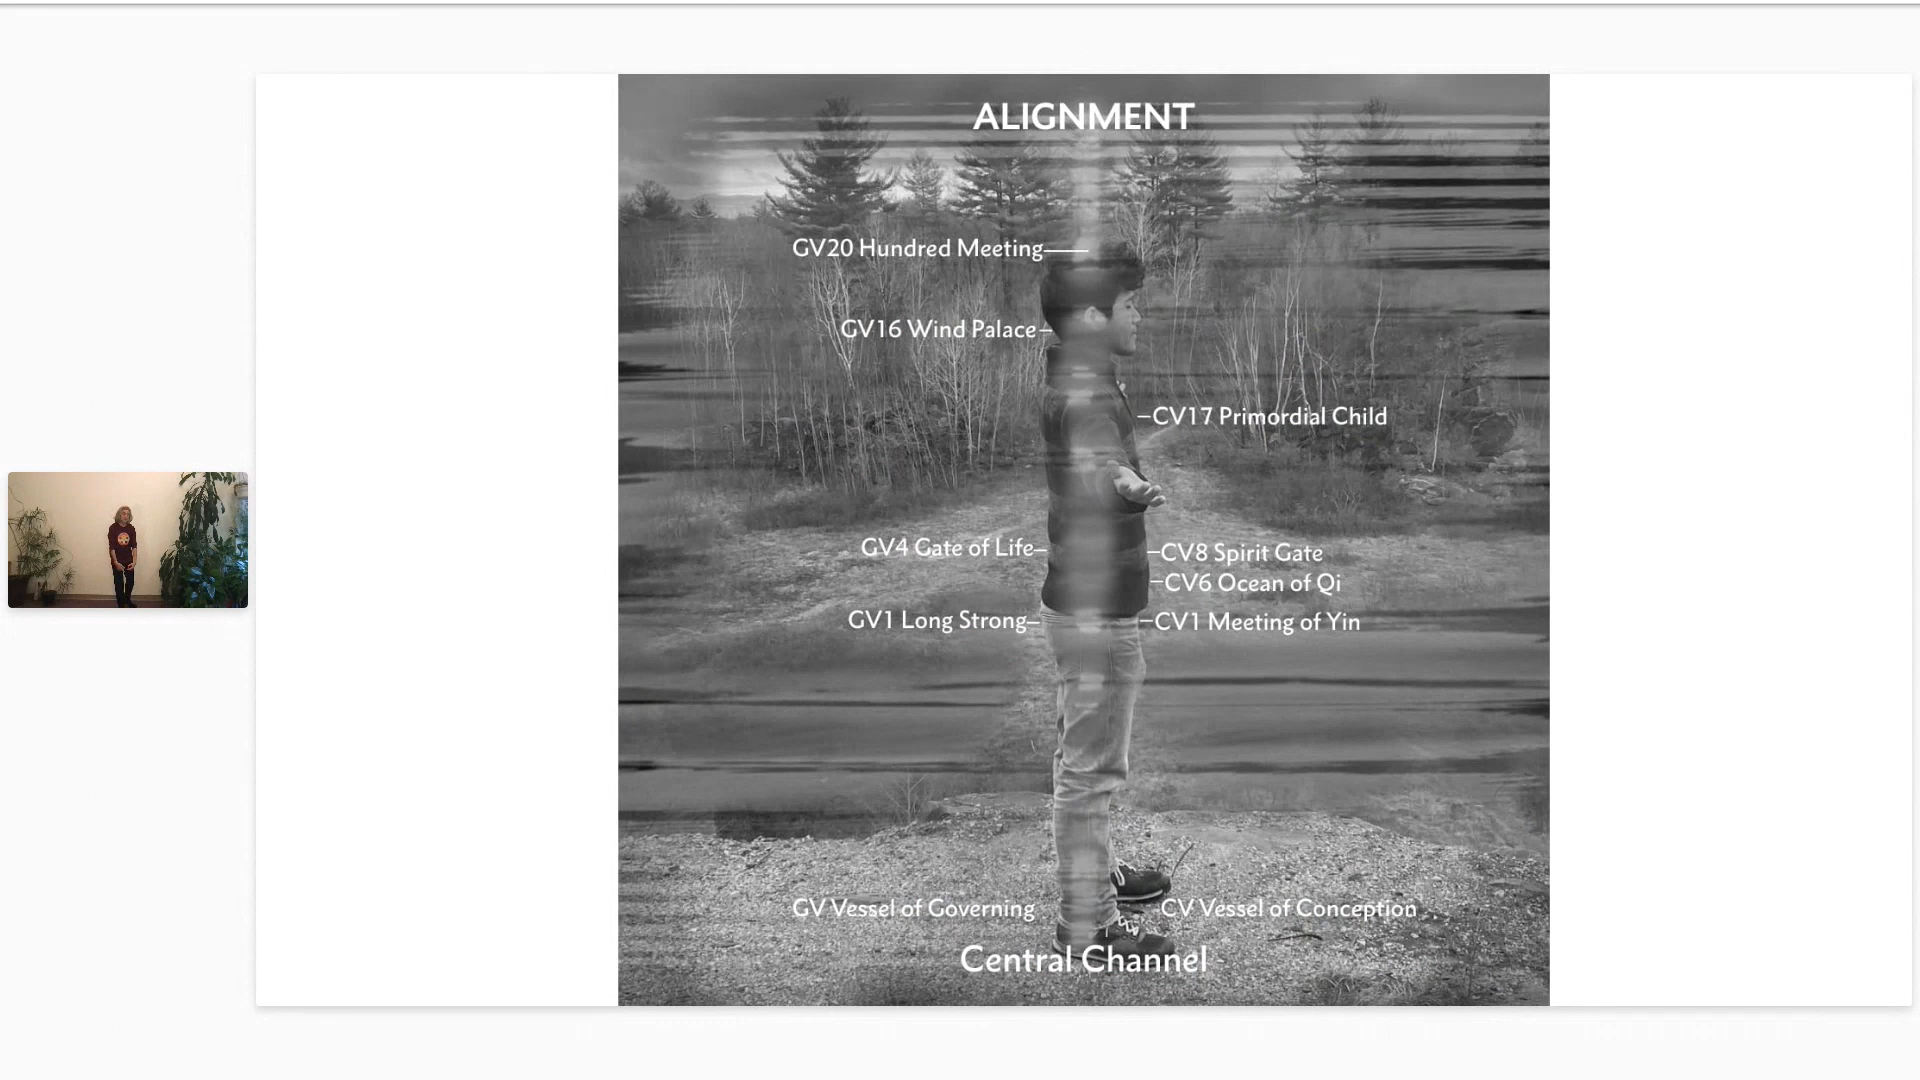 ALIGNMENT
GV20 Hundred Meeting
GV16 Wind Palace
CV17 Primordial Child
GV4 Gate of Life
CV8 Spirit Gate
CV6 Ocean of Qi
GV1 Long Strong
CV1 Meeting of Yin
GV Vessel of Governing
CV Vessel of Conception
Central Channel